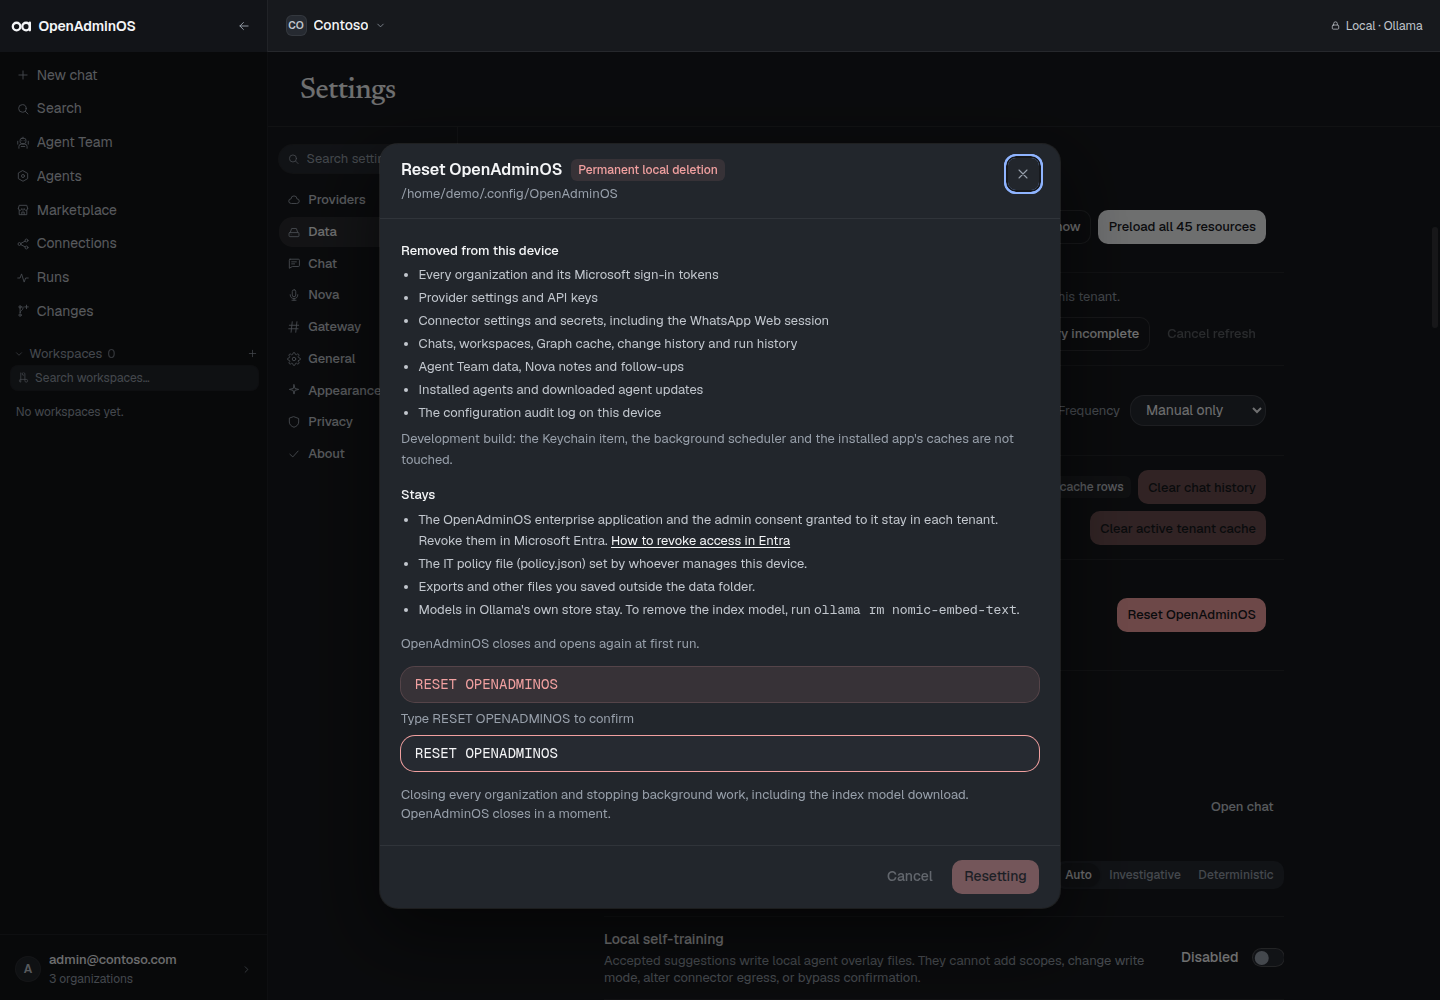 OpenAdminOS
CO Contoso
Local · Ollama
New chat
Search
Agent Team
Agents
Marketplace
Connections
Runs
Changes
Workspaces 0
Search workspaces...
No workspaces yet.
admin@contoso.com
A
3 organizations
Settings
Search settin
Providers
Data
Chat
Nova
Gateway
General
Appearance
Privacy
About
Reset OpenAdminOS Permanent local deletion
/home/demo/.config/OpenAdminOS
Removed from this device
• Every organization and its Microsoft sign-in tokens
• Provider settings and API keys
• Connector settings and secrets, including the WhatsApp Web session
• Chats, workspaces, Graph cache, change history and run history
• Agent Team data, Nova notes and follow-ups
• Installed agents and downloaded agent updates
• The configuration audit log on this device
Development build: the Keychain item, the background scheduler and the installed app's caches are not
touched.
Stays
• The OpenAdminOS enterprise application and the admin consent granted to it stay in each tenant.
Revoke them in Microsoft Entra. How to revoke access in Entra
• The IT policy file (policy.json) set by whoever manages this device.
• Exports and other files you saved outside the data folder.
• Models in Ollama's own store stay. To remove the index model, run ollama rm nomic-embed-text.
OpenAdminOS closes and opens again at first run.
RESET OPENADMINOS
Type RESET OPENADMINOS to confirm
RESET OPENADMINOS
Closing every organization and stopping background work, including the index model download.
OpenAdminOS closes in a moment.
Cancel Resetting
Preload all 45 resources
his tenant.
y incomplete Cancel refresh
Frequency Manual only
cache rows Clear chat history
Clear active tenant cache
Reset OpenAdminOS
Open chat
Auto Investigative Deterministic
Local self-training
Accepted suggestions write local agent overlay files. They cannot add scopes, change write
mode, alter connector egress, or bypass confirmation.
Disabled